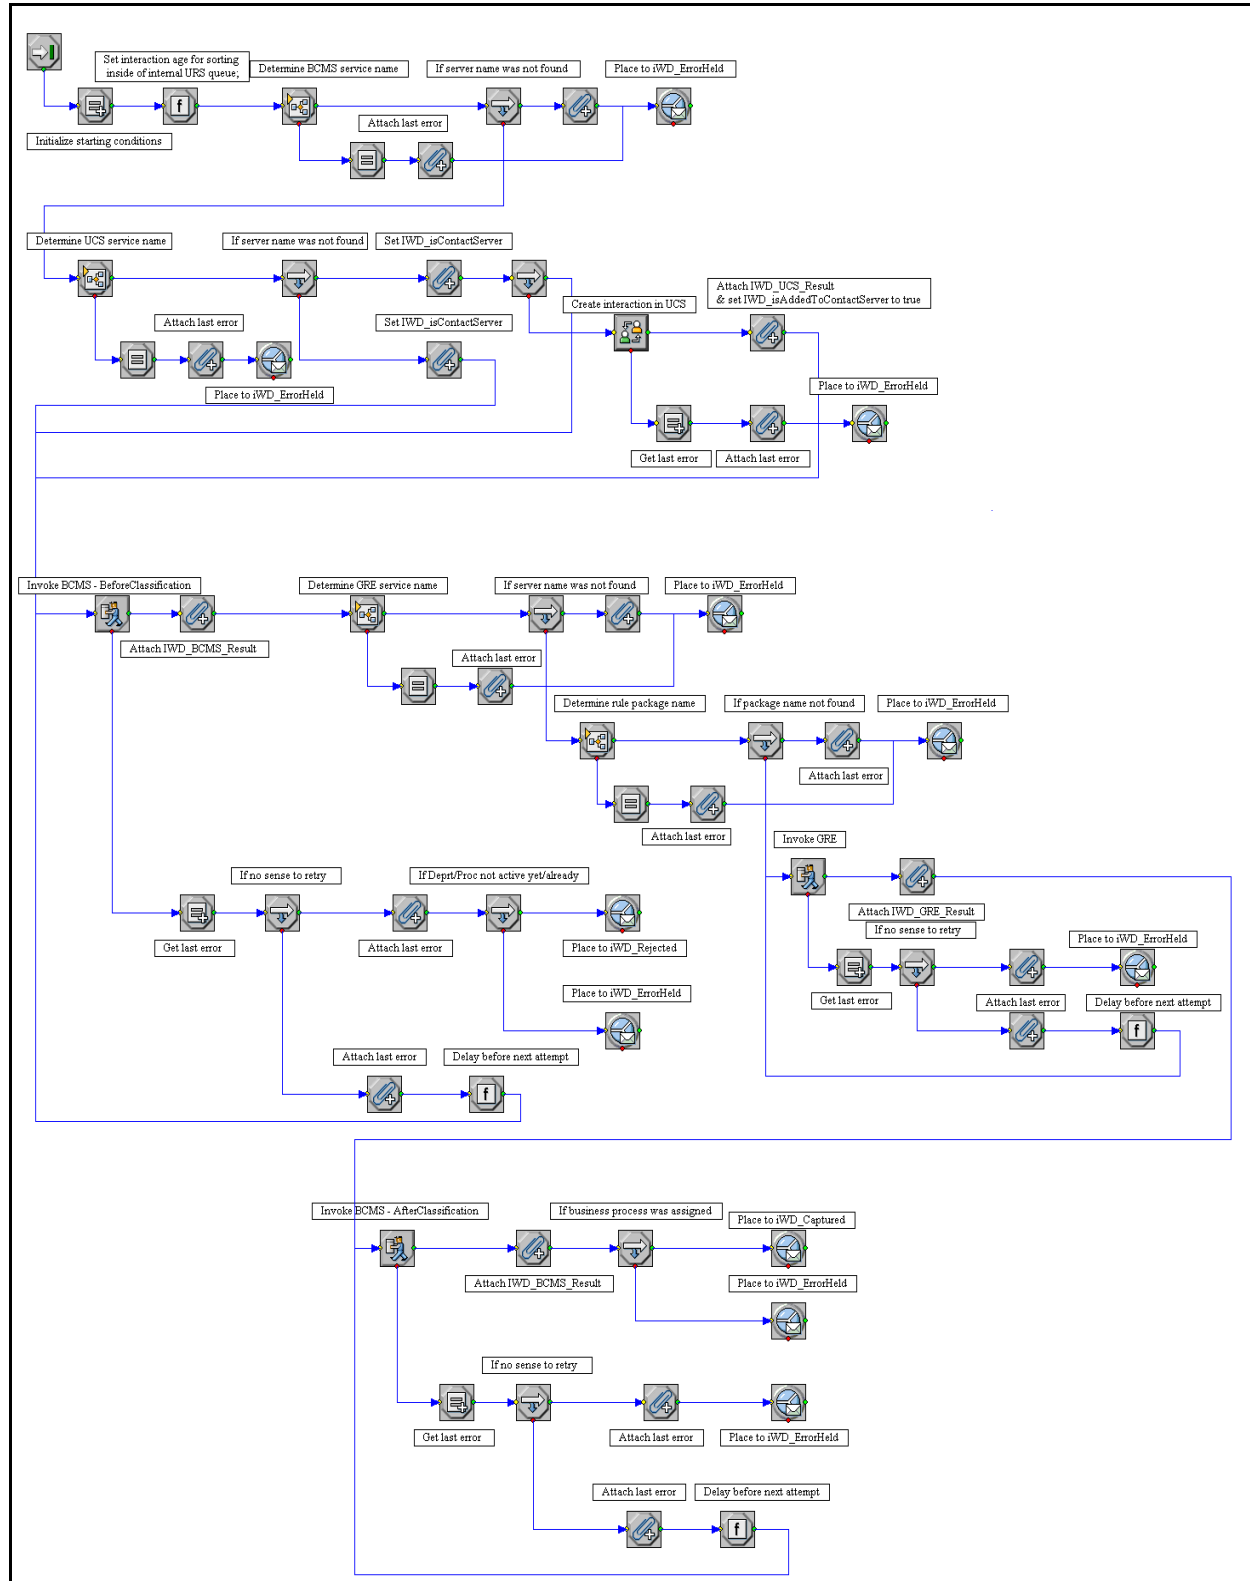 Set interaction age for sorting
inside of internal URS queue;
Determine BCMS service name
If server name was not found
Place to iWD_ErrorHeld
f
Attach last error
Initialize starting conditions
Determine UCS service name
If server name was not found
Set IWD_isContactServer
Attach IWD_UCS_Result
& set IWD_isAddedToContactServer to true
Create interaction in UCS
Attach last error
Set IWD_isContactServer
Place to iWD_ErrorHeld
Place to iWD_ErrorHeld
Get last error
Attach last error
Invoke BCMS - BeforeClassification
Determine GRE service name
If server name was not found
Place to iWD_ErrorHeld
Attach IWD_BCMS_Result
Attach last error
Determine rule package name
If package name not found
Place to iWD_ErrorHeld
Attach last error
Attach last error
Invoke GRE
If no sense to retry
If Deprt/Proc not active yet/already
Attach IWD_GRE_Result
If no sense to retry
Get last error
Attach last error
Place to iWD_Rejected
Place to iWD_ErrorHeld
Place to iWD_ErrorHeld
Get last error
Attach last error
Delay before next attempt
f
Attach last error
Delay before next attempt
f
Invoke BCMS - AfterClassification
If business process was assigned
Place to iWD_Captured
Attach IWD_BCMS_Result
Place to iWD_ErrorHeld
If no sense to retry
Get last error
Attach last error
Place to iWD_ErrorHeld
Attach last error
Delay before next attempt
f